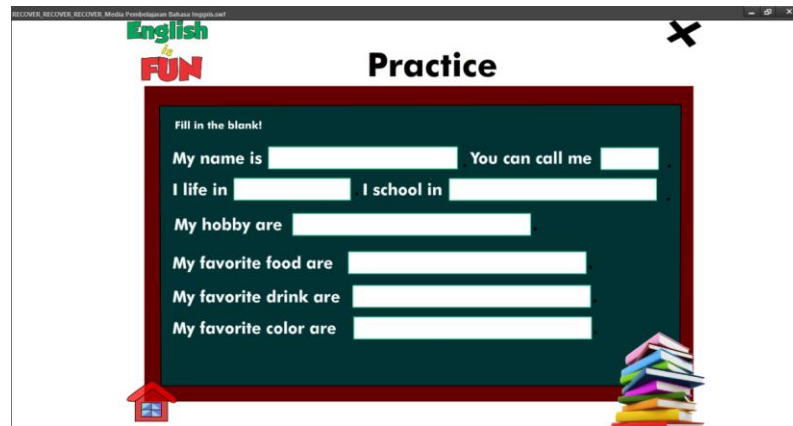 RECOVER_RECOVER_RECOVER_Media Pembelajaran Bahasa Inggris.swf
English
is
FUN
Practice
Fill in the blank!
My name is . You can call me .
I life in . I school in .
My hobby are .
My favorite food are .
My favorite drink are .
My favorite color are .